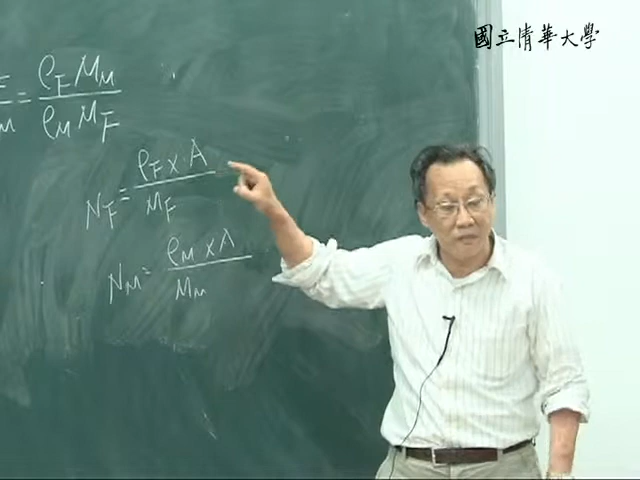 國立清華大學
= ρF MM / ρM MF
NF = ρF × A / MF
NM = ρM × A / MM